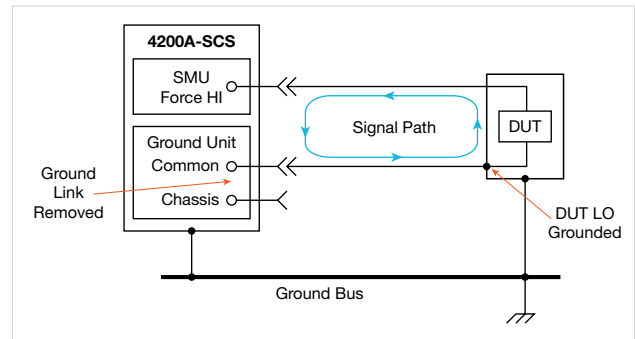 4200A-SCS
SMU
Force HI
Signal Path
DUT
Ground Unit
Common
Chassis
Ground
Link
Removed
DUT LO
Grounded
Ground Bus